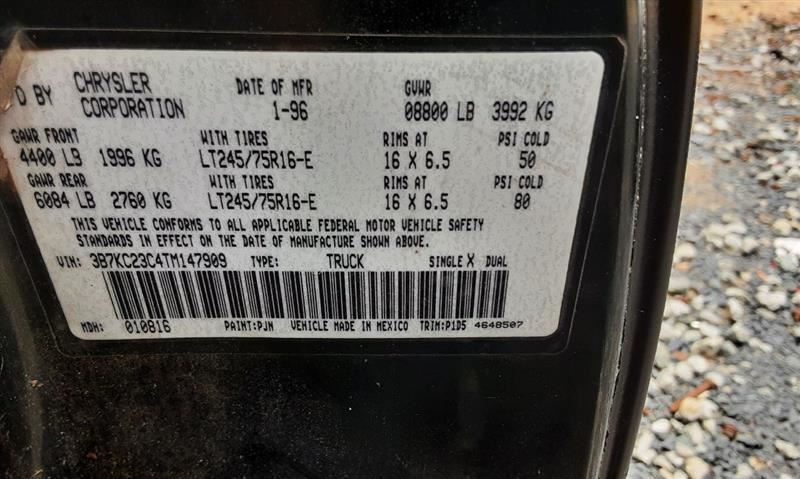 D BY CHRYSLER CORPORATION DATE OF MFR 1-96 GVWR 08800 LB 3992 KG
GAWR FRONT WITH TIRES RIMS AT PSI COLD
4400 LB 1996 KG LT245/75R16-E 16 X 6.5 50
GAWR REAR WITH TIRES RIMS AT PSI COLD
6084 LB 2760 KG LT245/75R16-E 16 X 6.5 80
THIS VEHICLE CONFORMS TO ALL APPLICABLE FEDERAL MOTOR VEHICLE SAFETY
STANDARDS IN EFFECT ON THE DATE OF MANUFACTURE SHOWN ABOVE.
VIN: 3B7KC23C4TM147909 TYPE: TRUCK SINGLE X DUAL
MDH: 010816 PAINT:PJN VEHICLE MADE IN MEXICO TRIM:P1D5 4648507